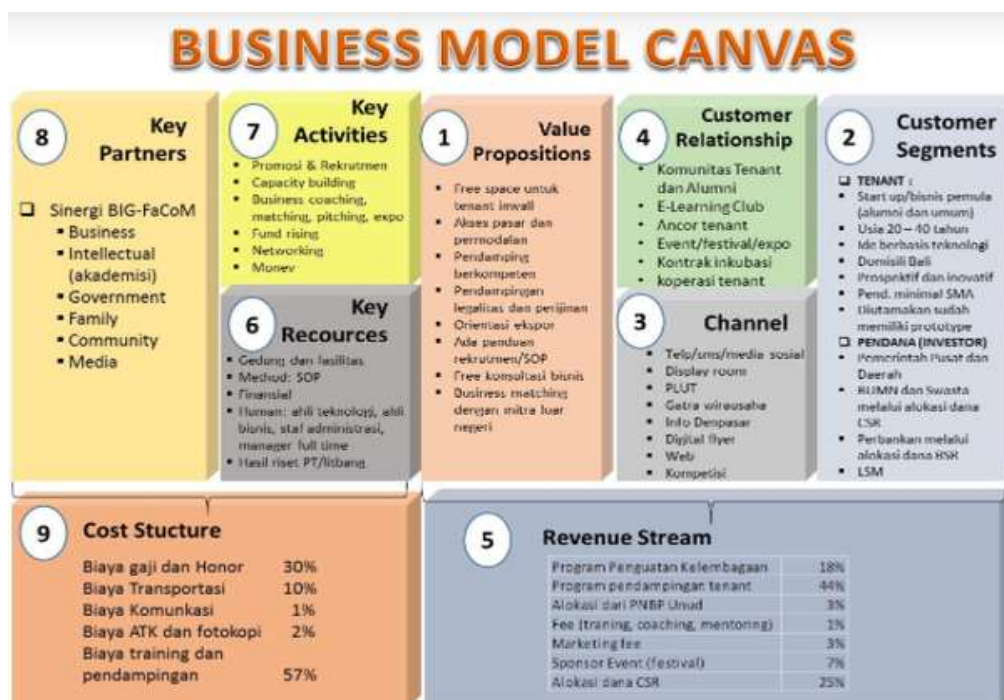 BUSINESS MODEL CANVAS
8
Key
Partners
❑ Sinergi BIG-FaCoM
▪ Business
▪ Intellectual
(akademisi)
▪ Government
▪ Family
▪ Community
▪ Media
7
Key
Activities
▪ Promosi & Rekrutmen
▪ Capacity building
▪ Business coaching,
matching, pitching, expo
▪ Fund rising
▪ Networking
▪ Monev
6
Key
Recources
▪ Gedung dan fasilitas
▪ Method: SOP
▪ Finansial
▪ Human: ahli teknologi, ahli
bisnis, staf administrasi,
manager full time
▪ Hasil riset PT/litbang
1
Value
Propositions
▪ Free space untuk
tenant inwall
▪ Akses pasar dan
permodalan
▪ Pendamping
berkompeten
▪ Pendampingan
legalitas dan perijinan
▪ Orientasi ekspor
▪ Ada panduan
rekrutmen/SOP
▪ Free konsultasi bisnis
▪ Business matching
dengan mitra luar
negeri
4
Customer
Relationship
▪ Komunitas Tenant
dan Alumni
▪ E-Learning Club
▪ Ancor tenant
▪ Event/festival/expo
▪ Kontrak inkubasi
▪ koperasi tenant
3
Channel
▪ Telp/sms/media sosial
▪ Display room
▪ PLUT
▪ Gatra wirausaha
▪ Info Denpasar
▪ Digital flyer
▪ Web
▪ Kompetisi
2
Customer
Segments
❑ TENANT :
▪ Start up/bisnis pemula
(alumni dan umum)
▪ Usia 20 – 40 tahun
▪ Ide berbasis teknologi
▪ Domisili Bali
▪ Prospektif dan inovatif
▪ Pend. minimal SMA
▪ Diutamakan sudah
memiliki prototype
❑ PENDANA (INVESTOR)
▪ Pemerintah Pusat dan
Daerah
▪ BUMN dan Swasta
melalui alokasi dana
CSR
▪ Perbankan melalui
alokasi dana BSR
▪ LSM
9
Cost Stucture
Biaya gaji dan Honor 30%
Biaya Transportasi 10%
Biaya Komunkasi 1%
Biaya ATK dan fotokopi 2%
Biaya training dan
pendampingan 57%
5
Revenue Stream
Program Penguatan Kelembagaan 18%
Program pendampingan tenant 44%
Alokasi dari PNBP Unud 3%
Fee (traning, coaching, mentoring) 1%
Marketing fee 3%
Sponsor Event (festival) 7%
Alokasi dana CSR 25%